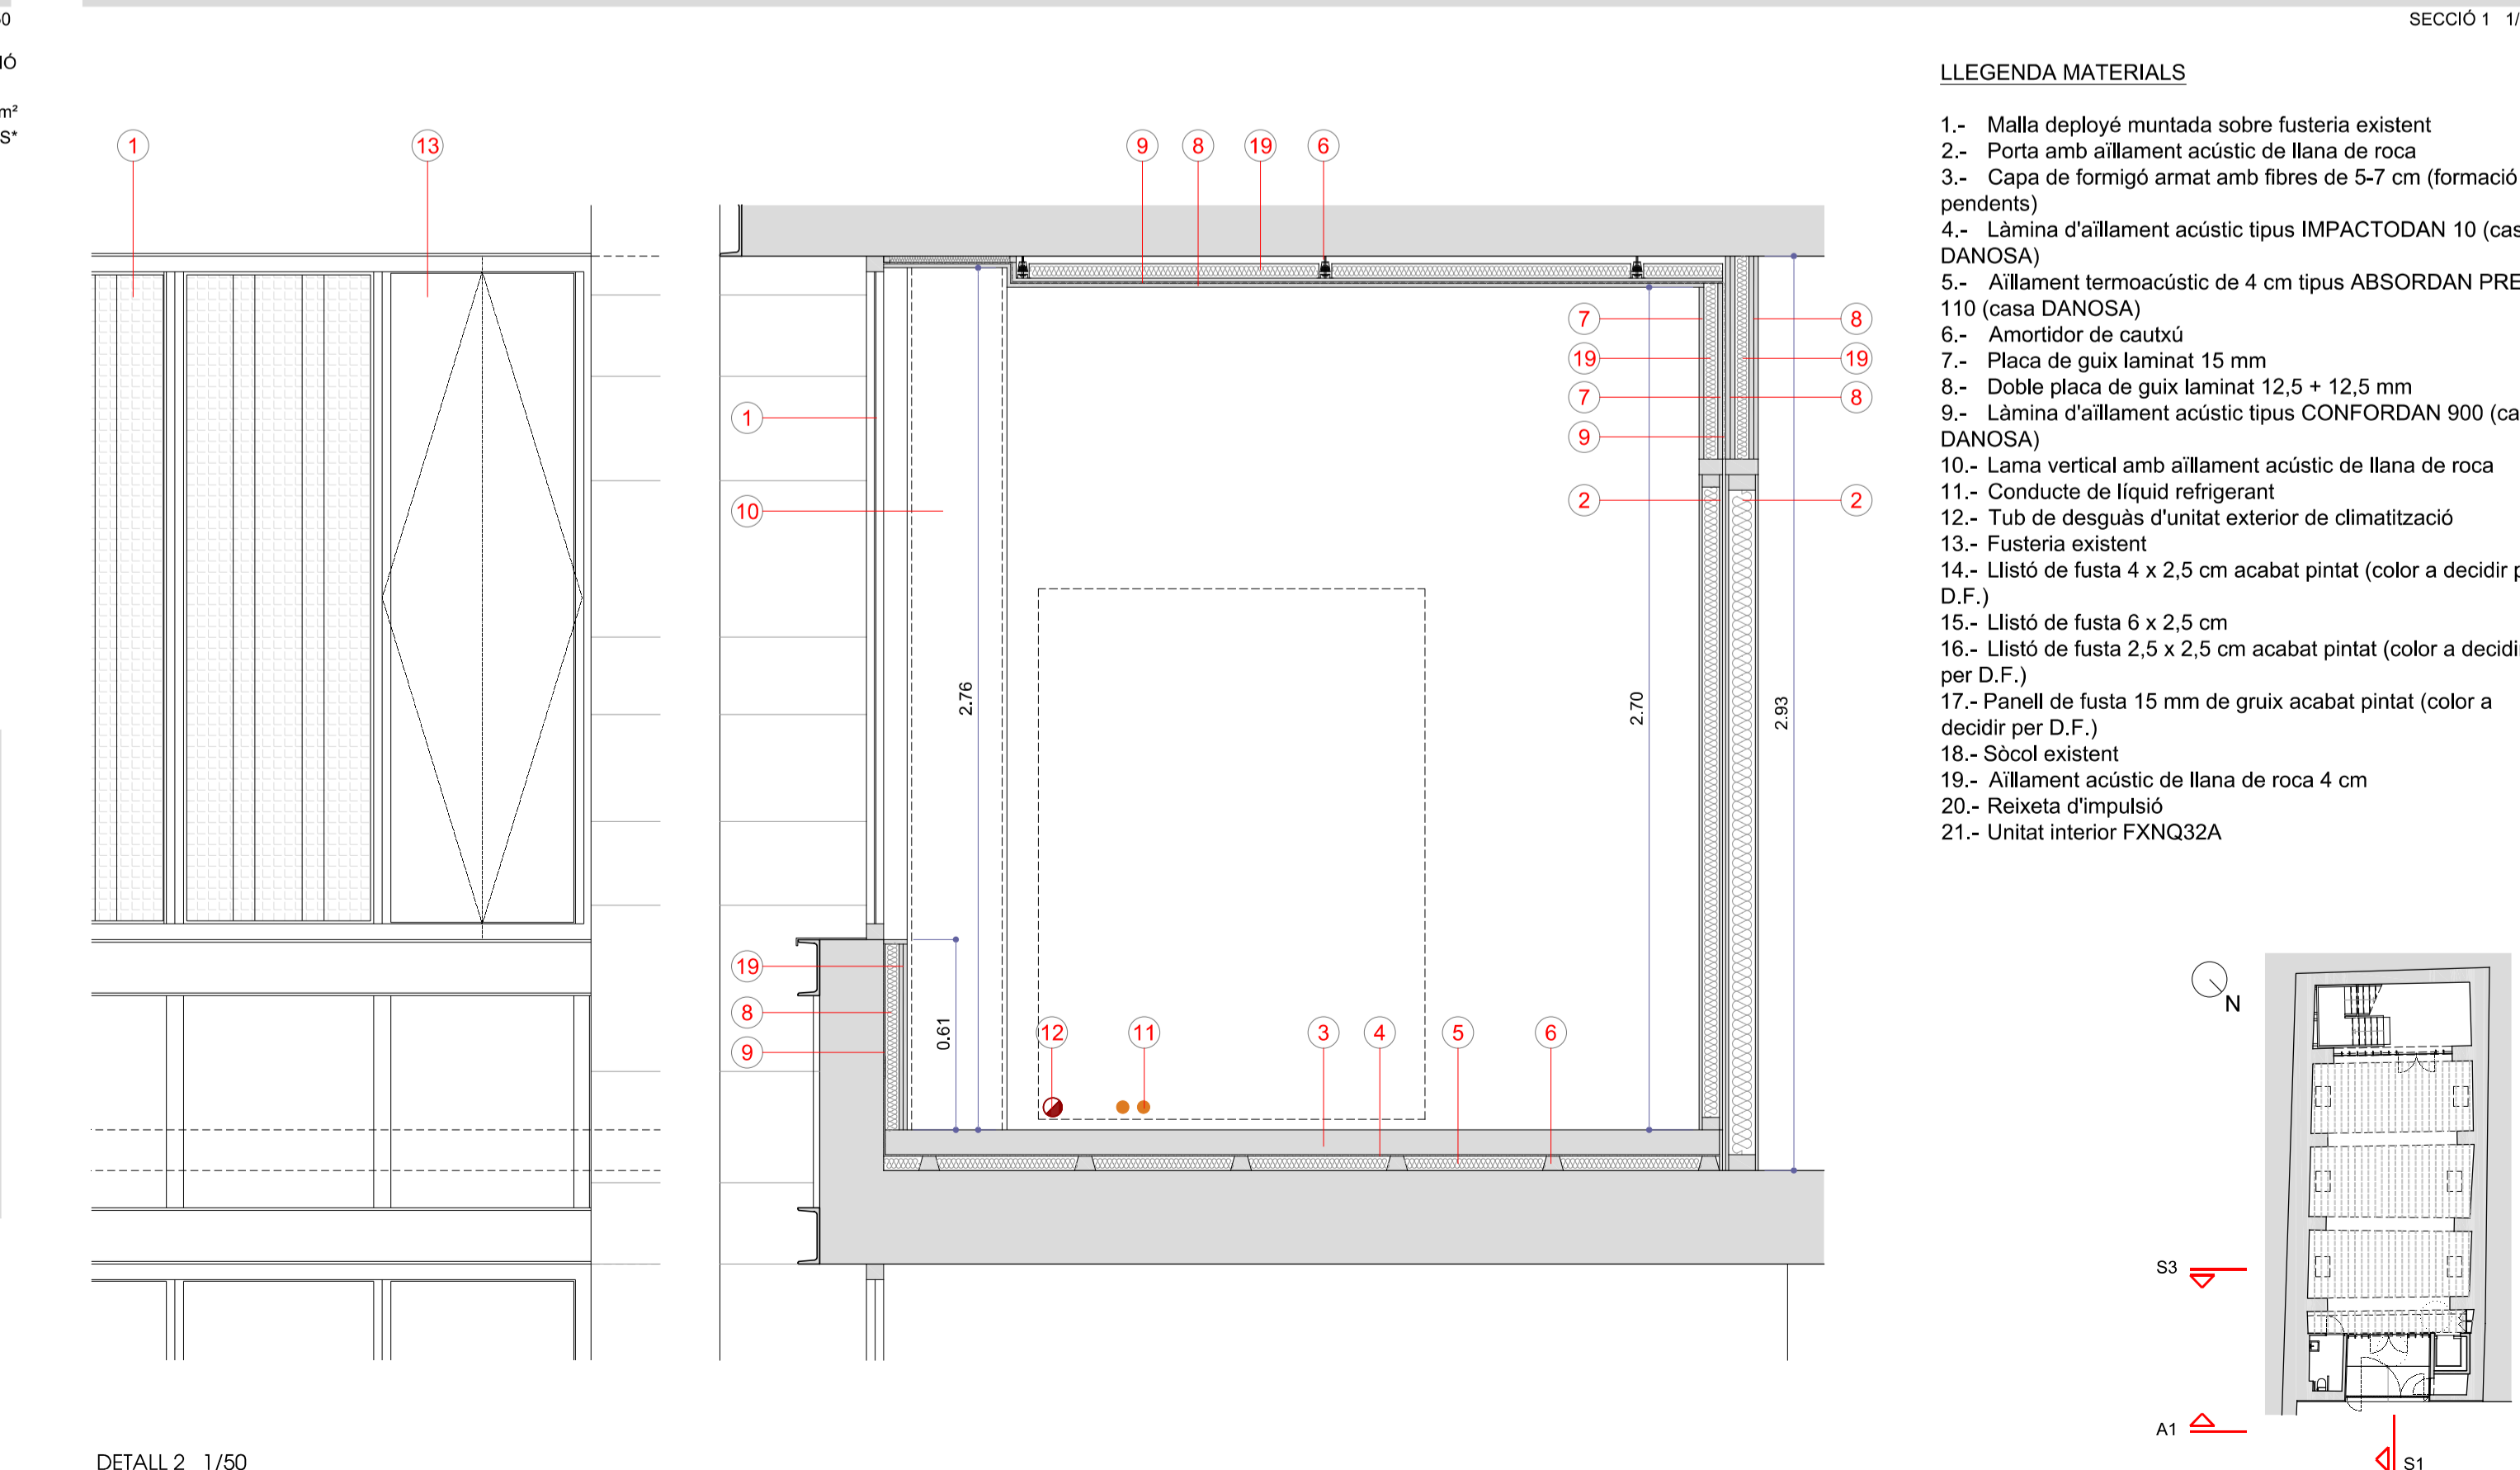 50
SECCIÓ 1 1/
IÓ
m²
S*
LLEGENDA MATERIALS
1.- Malla deployé muntada sobre fusteria existent
2.- Porta amb aïllament acústic de llana de roca
3.- Capa de formigó armat amb fibres de 5-7 cm (formació
pendents)
4.- Làmina d'aïllament acústic tipus IMPACTODAN 10 (cas
DANOSA)
5.- Aïllament termoacústic de 4 cm tipus ABSORDAN PRE
110 (casa DANOSA)
6.- Amortidor de cautxú
7.- Placa de guix laminat 15 mm
8.- Doble placa de guix laminat 12,5 + 12,5 mm
9.- Làmina d'aïllament acústic tipus CONFORDAN 900 (ca
DANOSA)
10.- Lama vertical amb aïllament acústic de llana de roca
11.- Conducte de líquid refrigerant
12.- Tub de desguàs d'unitat exterior de climatització
13.- Fusteria existent
14.- Llistó de fusta 4 x 2,5 cm acabat pintat (color a decidir p
D.F.)
15.- Llistó de fusta 6 x 2,5 cm
16.- Llistó de fusta 2,5 x 2,5 cm acabat pintat (color a decidi
per D.F.)
17.- Panell de fusta 15 mm de gruix acabat pintat (color a
decidir per D.F.)
18.- Sòcol existent
19.- Aïllament acústic de llana de roca 4 cm
20.- Reixeta d'impulsió
21.- Unitat interior FXNQ32A
1 13 9 8 19 6
7 8
19 19
1 7 8
9
10 2 2
2.76 2.70 2.93
19
8
9 0.61 12 11 3 4 5 6
N
S3
A1
S1
DETALL 2 1/50